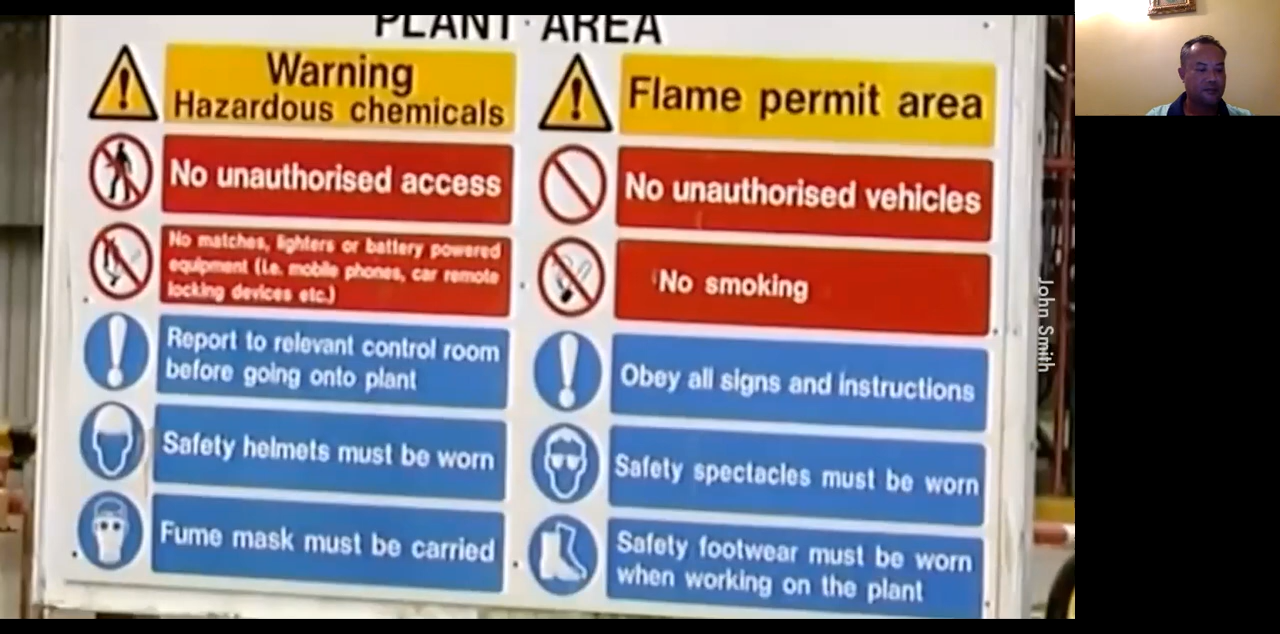 PLANT AREA
Warning
Hazardous chemicals
Flame permit area
No unauthorised access
No unauthorised vehicles
No matches, lighters or battery powered
equipment (i.e. mobile phones, car remote
locking devices etc.)
No smoking
Report to relevant control room
before going onto plant
Obey all signs and instructions
Safety helmets must be worn
Safety spectacles must be worn
Fume mask must be carried
Safety footwear must be worn
when working on the plant
John Smith